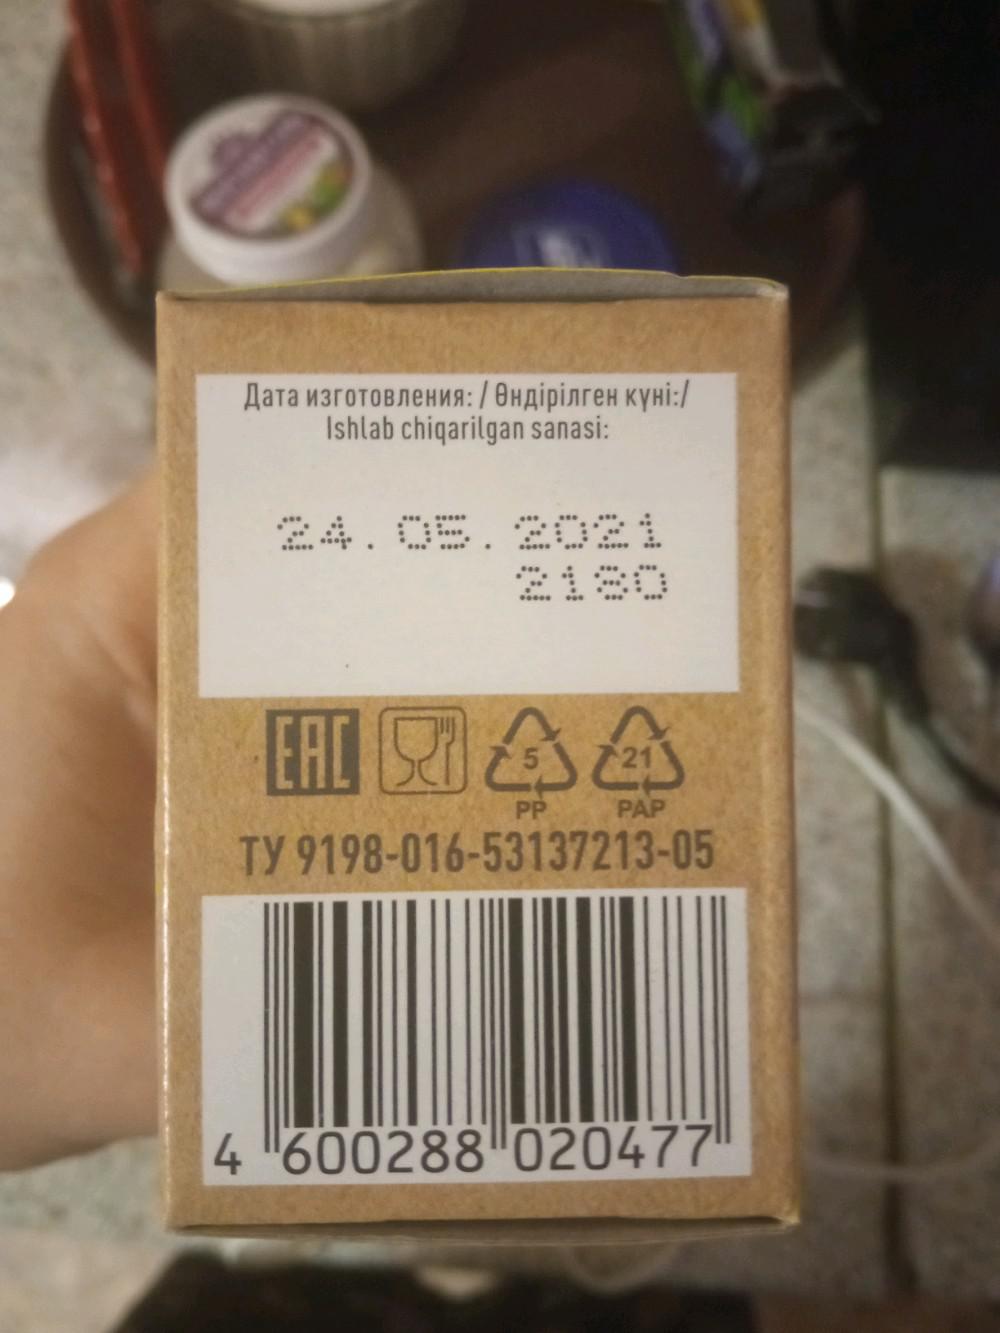 Дата изготовления: / Өндірілген күні:/
Ishlab chiqarilgan sanasi:
24.05.2021
2180
EAC
5
21
PP
PAP
ТУ 9198-016-53137213-05
4 600288 020477